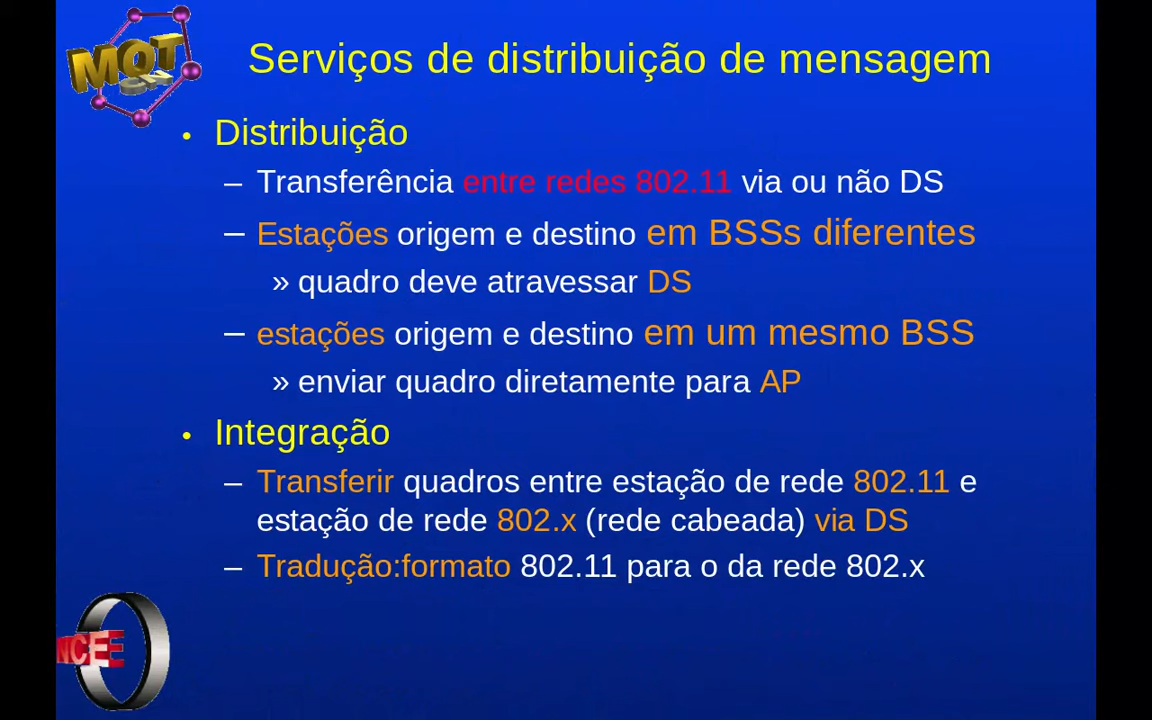 MQT
Serviços de distribuição de mensagem
• Distribuição
– Transferência entre redes 802.11 via ou não DS
– Estações origem e destino em BSSs diferentes
» quadro deve atravessar DS
– estações origem e destino em um mesmo BSS
» enviar quadro diretamente para AP
• Integração
– Transferir quadros entre estação de rede 802.11 e
estação de rede 802.x (rede cabeada) via DS
– Tradução:formato 802.11 para o da rede 802.x